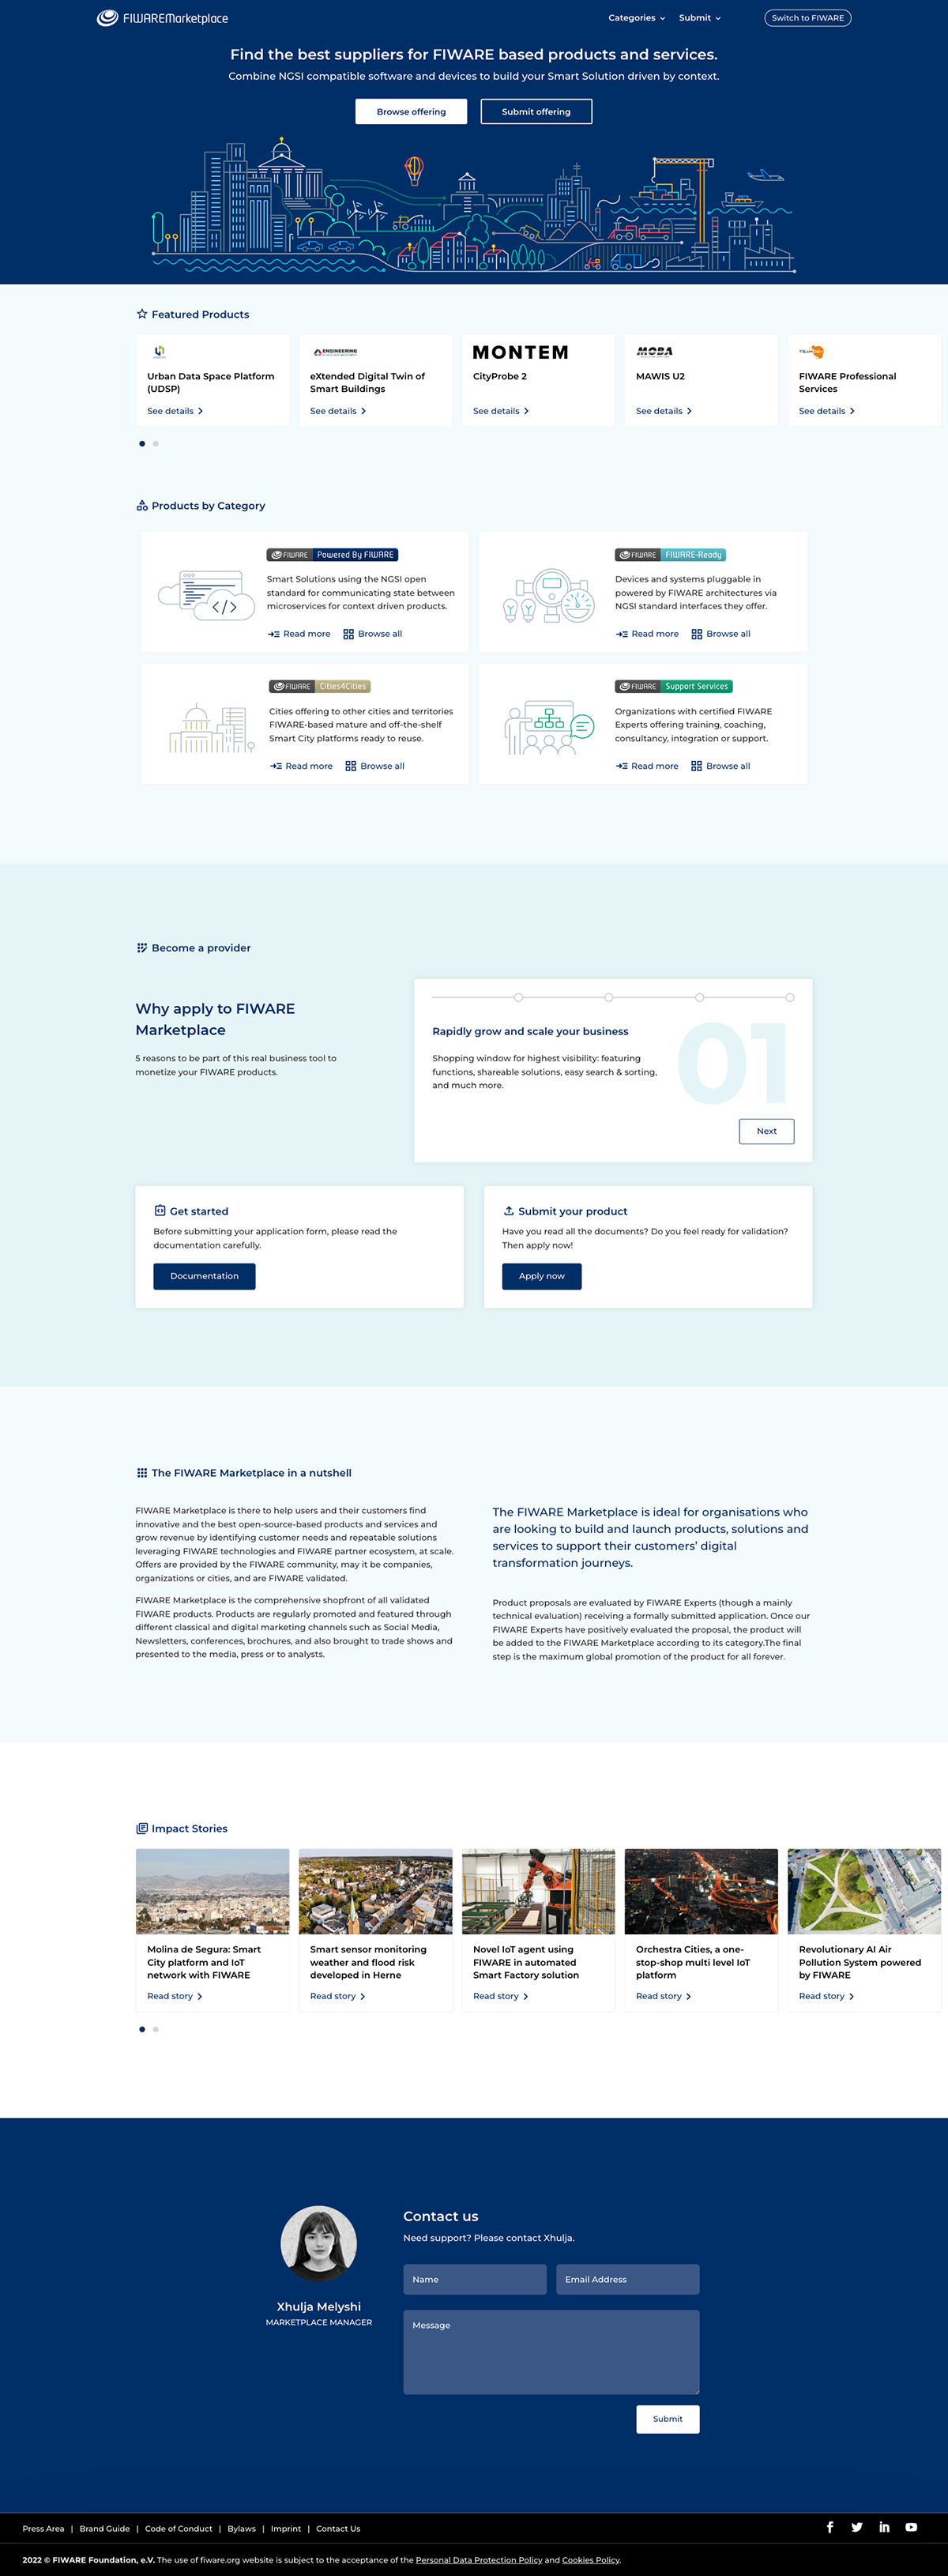 FIWARE Marketplace
Categories Submit Switch to FIWARE
Find the best suppliers for FIWARE based products and services.
Combine NGSI compatible software and devices to build your Smart Solution driven by context.
Browse offering Submit offering
Featured Products
ENGINEERING
MONTEM
MOBA
Urban Data Space Platform
(UDSP)
See details
eXtended Digital Twin of
Smart Buildings
See details
CityProbe 2
See details
MAWIS U2
See details
FIWARE Professional
Services
See details
Products by Category
FIWARE Powered By FIWARE
Smart Solutions using the NGSI open
standard for communicating state between
microservices for context driven products.
Read more Browse all
FIWARE FIWARE-Ready
Devices and systems pluggable in
powered by FIWARE architectures via
NGSI standard interfaces they offer.
Read more Browse all
FIWARE Cities4Cities
Cities offering to other cities and territories
FIWARE-based mature and off-the-shelf
Smart City platforms ready to reuse.
Read more Browse all
FIWARE Support Services
Organizations with certified FIWARE
Experts offering training, coaching,
consultancy, integration or support.
Read more Browse all
Become a provider
Why apply to FIWARE
Marketplace
5 reasons to be part of this real business tool to
monetize your FIWARE products.
Rapidly grow and scale your business
01
Shopping window for highest visibility: featuring
functions, shareable solutions, easy search & sorting,
and much more.
Next
Get started
Before submitting your application form, please read the
documentation carefully.
Documentation
Submit your product
Have you read all the documents? Do you feel ready for validation?
Then apply now!
Apply now
The FIWARE Marketplace in a nutshell
FIWARE Marketplace is there to help users and their customers find
innovative and the best open-source-based products and services and
grow revenue by identifying customer needs and repeatable solutions
leveraging FIWARE technologies and FIWARE partner ecosystem, at scale.
Offers are provided by the FIWARE community, may it be companies,
organizations or cities, and are FIWARE validated.
FIWARE Marketplace is the comprehensive shopfront of all validated
FIWARE products. Products are regularly promoted and featured through
different classical and digital marketing channels such as Social Media,
Newsletters, conferences, brochures, and also brought to trade shows and
presented to the media, press or to analysts.
The FIWARE Marketplace is ideal for organisations who
are looking to build and launch products, solutions and
services to support their customers’ digital
transformation journeys.
Product proposals are evaluated by FIWARE Experts (though a mainly
technical evaluation) receiving a formally submitted application. Once our
FIWARE Experts have positively evaluated the proposal, the product will
be added to the FIWARE Marketplace according to its category.The final
step is the maximum global promotion of the product for all forever.
Impact Stories
Molina de Segura: Smart
City platform and IoT
network with FIWARE
Read story
Smart sensor monitoring
weather and flood risk
developed in Herne
Read story
Novel IoT agent using
FIWARE in automated
Smart Factory solution
Read story
Orchestra Cities, a one-
stop-shop multi level IoT
platform
Read story
Revolutionary AI Air
Pollution System powered
by FIWARE
Read story
Xhulja Melyshi
MARKETPLACE MANAGER
Contact us
Need support? Please contact Xhulja.
Name Email Address
Message
Submit
Press Area | Brand Guide | Code of Conduct | Bylaws | Imprint | Contact Us
2022 © FIWARE Foundation, e.V. The use of fiware.org website is subject to the acceptance of the Personal Data Protection Policy and Cookies Policy.